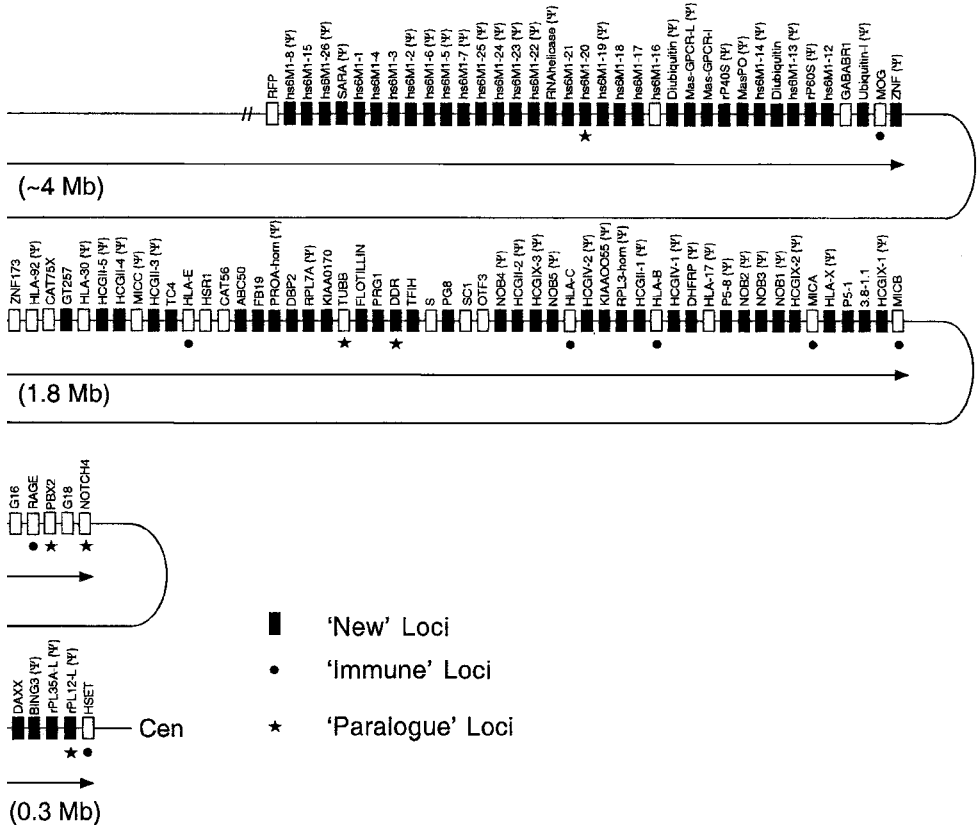 //
RFP
hs6M1-8 (Ψ)
hs6M1-15
hs6M1-26 (Ψ)
SARA (Ψ)
hs6M1-1
hs6M1-4
hs6M1-3
hs6M1-2 (Ψ)
hs6M1-6 (Ψ)
hs6M1-5 (Ψ)
hs6M1-7 (Ψ)
hs6M1-25 (Ψ)
hs6M1-24 (Ψ)
hs6M1-23 (Ψ)
hs6M1-22 (Ψ)
RNAhelicase (Ψ)
hs6M1-21
hs6M1-20
hs6M1-19 (Ψ)
hs6M1-18
hs6M1-17
hs6M1-16
Diubiquitin (Ψ)
Mas-GPCR-L (Ψ)
Mas-GPCR-I
rP40S (Ψ)
MasPO (Ψ)
hs6M1-14 (Ψ)
Diubiquitin
hs6M1-13 (Ψ)
rP60S (Ψ)
hs6M1-12
GABABR1
Ubiquitin-I (Ψ)
MOG
ZNF (Ψ)
(~4 Mb)
ZNF173
HLA-92 (Ψ)
CAT75X
GT257
HLA-30 (Ψ)
HCGII-5 (Ψ)
HCGII-4 (Ψ)
MICC (Ψ)
HCGII-3 (Ψ)
TC4
HLA-E
HSR1
CAT56
ABC50
FB19
PROA-hom (Ψ)
DBP2
RPL7A (Ψ)
KIAA0170
TUBB
FLOTILLIN
PRG1
DDR
TFIH
S
PG8
SC1
OTF3
NOB4 (Ψ)
HCGII-2 (Ψ)
HCGIX-3 (Ψ)
NOB5 (Ψ)
HLA-C
HCGIV-2 (Ψ)
KIAAOO55 (Ψ)
RPL3-hom (Ψ)
HCGII-1 (Ψ)
HLA-B
HCGIV-1 (Ψ)
DHFRP (Ψ)
HLA-17 (Ψ)
P5-8 (Ψ)
NOB2 (Ψ)
NOB3 (Ψ)
NOB1 (Ψ)
HCGIX-2 (Ψ)
MICA
HLA-X (Ψ)
P5-1
3.8-1.1
HCGX-1 (Ψ)
MICB
(1.8 Mb)
G16
RAGE
PBX2
G18
NOTCH4
'New' Loci
'Immune' Loci
'Paralogue' Loci
DAXX
BING3 (Ψ)
rPL35A-L (Ψ)
rPL12-L (Ψ)
HSET
Cen
(0.3 Mb)